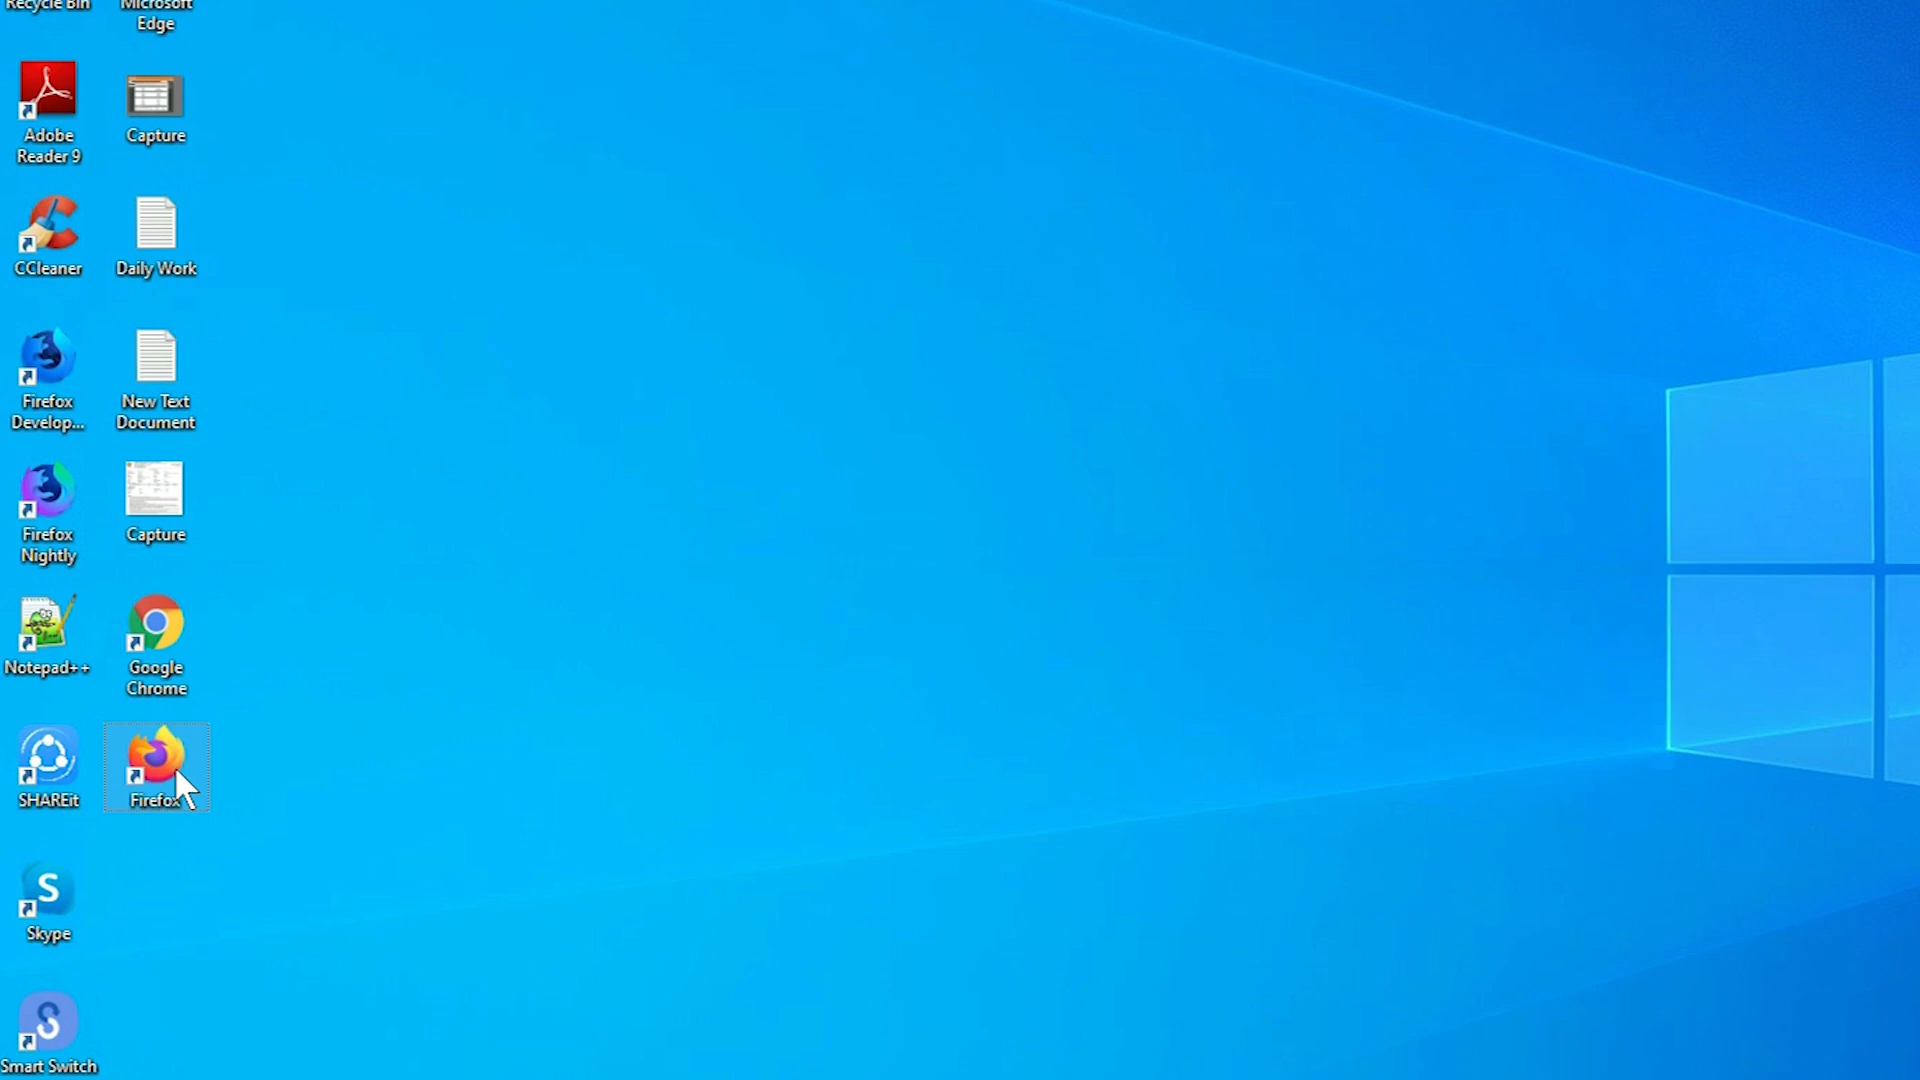 Recycle Bin
Microsoft
Edge
Adobe
Reader 9
Capture
CCleaner
Daily Work
Firefox
Develop...
New Text
Document
Firefox
Nightly
Capture
Notepad++
Google
Chrome
SHAREit
Firefox
Skype
Smart Switch